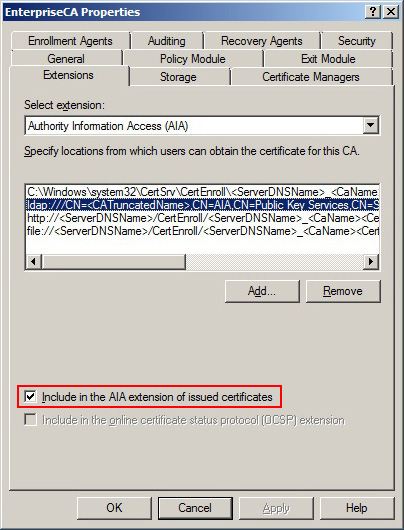 EnterpriseCA Properties
Enrollment Agents Auditing Recovery Agents Security
General Policy Module Exit Module
Extensions Storage Certificate Managers
Select extension:
Authority Information Access (AIA)
Specify locations from which users can obtain the certificate for this CA.
C:\Windows\system32\CertSrv\CertEnroll\<ServerDNSName>_<CaName
ldap:///CN=<CATruncatedName>,CN=AIA,CN=Public Key Services,CN=S
http://<ServerDNSName>/CertEnroll/<ServerDNSName>_<CaName><Ce
file://<ServerDNSName>/CertEnroll/<ServerDNSName>_<CaName><Cert
Add... Remove
Include in the AIA extension of issued certificates
Include in the online certificate status protocol (OCSP) extension
OK Cancel Apply Help